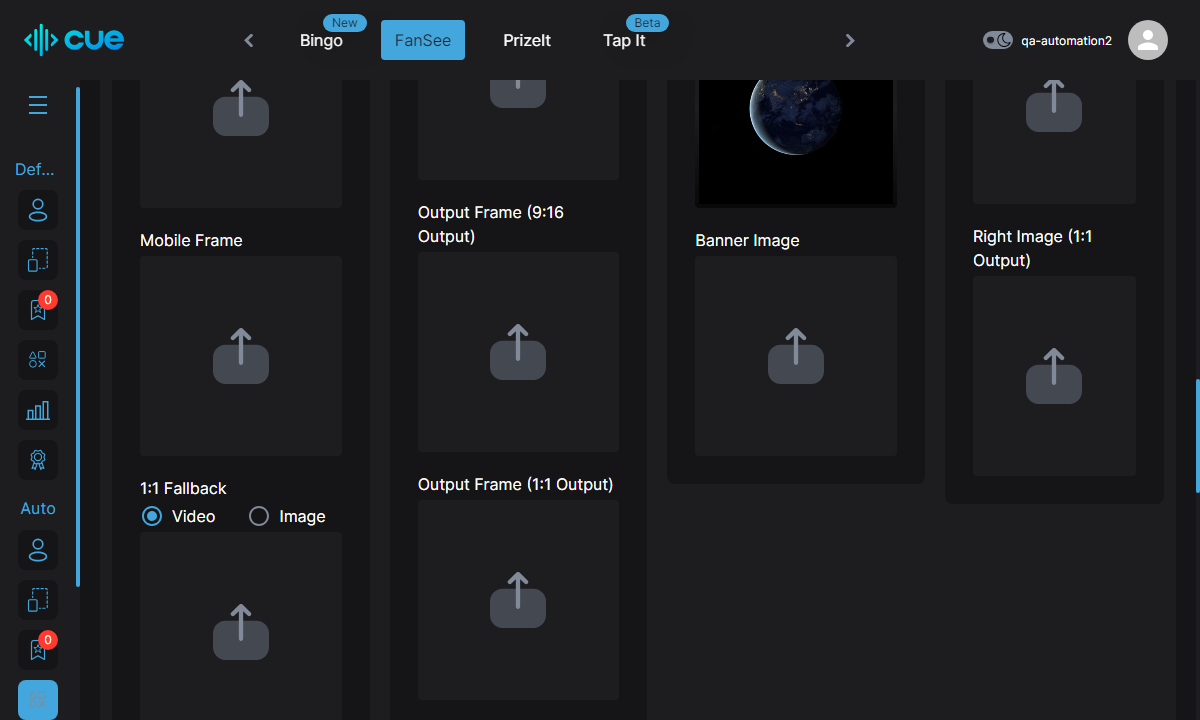 cue
Bingo
New
FanSee
PrizeIt
Tap It
Beta
qa-automation2
Def...
0
Auto
0
Mobile Frame
1:1 Fallback
Video
Image
Output Frame (9:16
Output)
Output Frame (1:1 Output)
Banner Image
Right Image (1:1
Output)